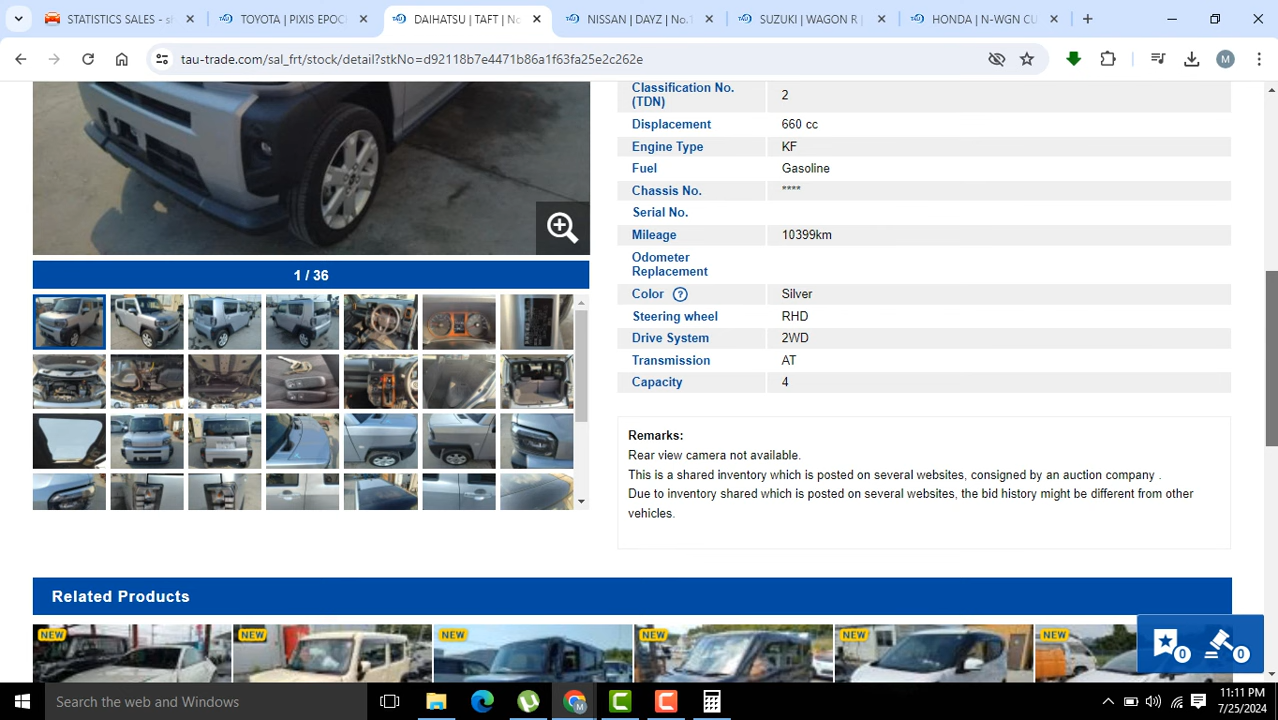 STATISTICS SALES - s
TOYOTA | PIXIS EPOC
DAIHATSU | TAFT | No
NISSAN | DAYZ | No.1
SUZUKI | WAGON R |
HONDA | N-WGN CU
tau-trade.com/sal_frt/stock/detail?stkNo=d92118b7e4471b86a1f63fa25e2c262e
M
Classification No. (TDN) 2
Displacement 660 cc
Engine Type KF
Fuel Gasoline
Chassis No. ****
Serial No.
Mileage 10399km
Odometer Replacement
Color ? Silver
Steering wheel RHD
Drive System 2WD
Transmission AT
Capacity 4
1 / 36
Remarks:
Rear view camera not available.
This is a shared inventory which is posted on several websites, consigned by an auction company .
Due to inventory shared which is posted on several websites, the bid history might be different from other
vehicles.
Related Products
NEW NEW NEW NEW NEW NEW
0 0
Search the web and Windows
11:11 PM
7/25/2024